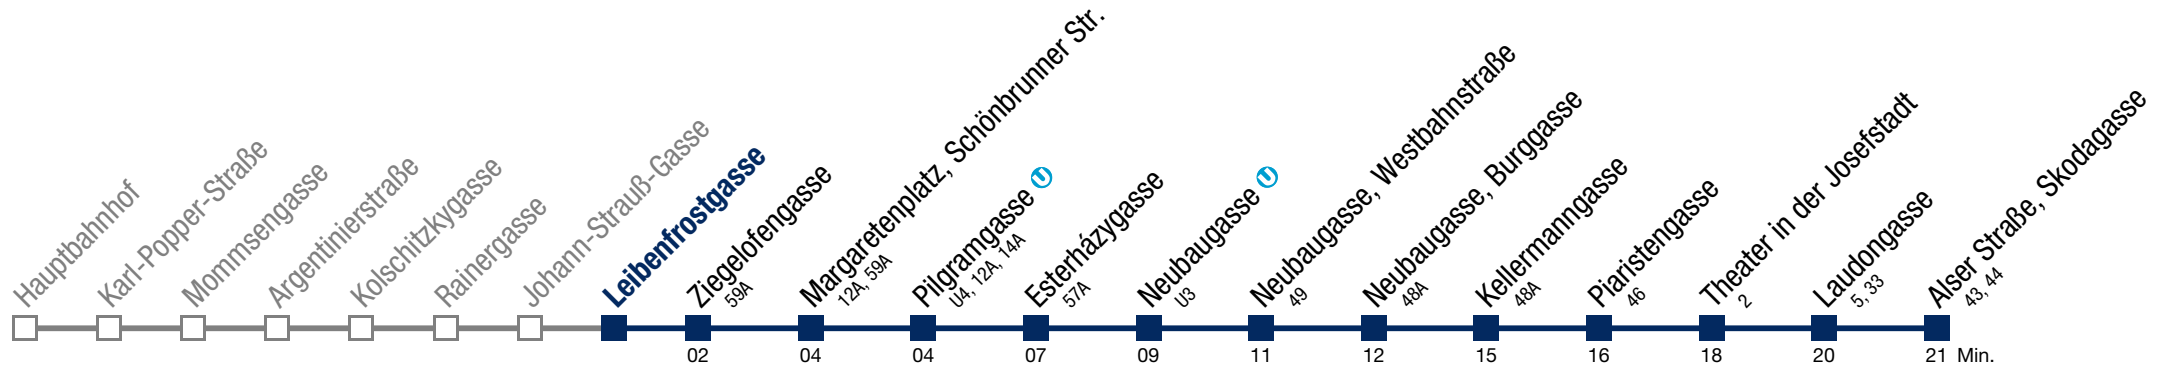 Hauptbahnhof
Karl-Popper-Straße
Mommsengasse
Argentinierstraße
Kolschitzkygasse
Rainergasse
Johann-Strauß-Gasse
Leibenfrostgasse
Ziegelofengasse
59A
Margaretenplatz, Schönbrunner Str.
12A, 59A
Pilgramgasse U
U4, 12A, 14A
Esterházygasse
57A
Neubaugasse U
U3
Neubaugasse, Westbahnstraße
49
Neubaugasse, Burggasse
48A
Kellermanngasse
48A
Piaristengasse
46
Theater in der Josefstadt
2
Laudongasse
5, 33
Alser Straße, Skodagasse
43, 44
02 04 04 07 09 11 12 15 16 18 20 21 Min.